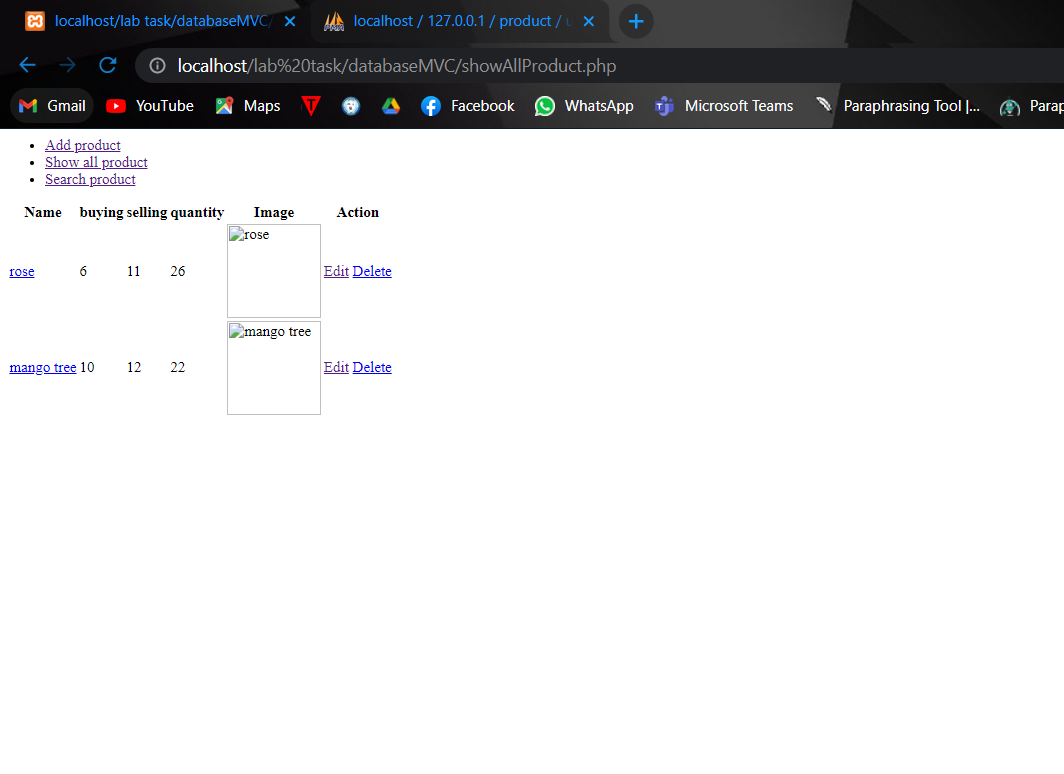 localhost/lab task/databaseMVC/
localhost / 127.0.0.1 / product /
localhost/lab%20task/databaseMVC/showAllProduct.php
Gmail YouTube Maps Facebook WhatsApp Microsoft Teams Paraphrasing Tool |...
Add product
Show all product
Search product
Name buying selling quantity Image Action
rose 6 11 26 rose Edit Delete
mango tree 10 12 22 mango tree Edit Delete